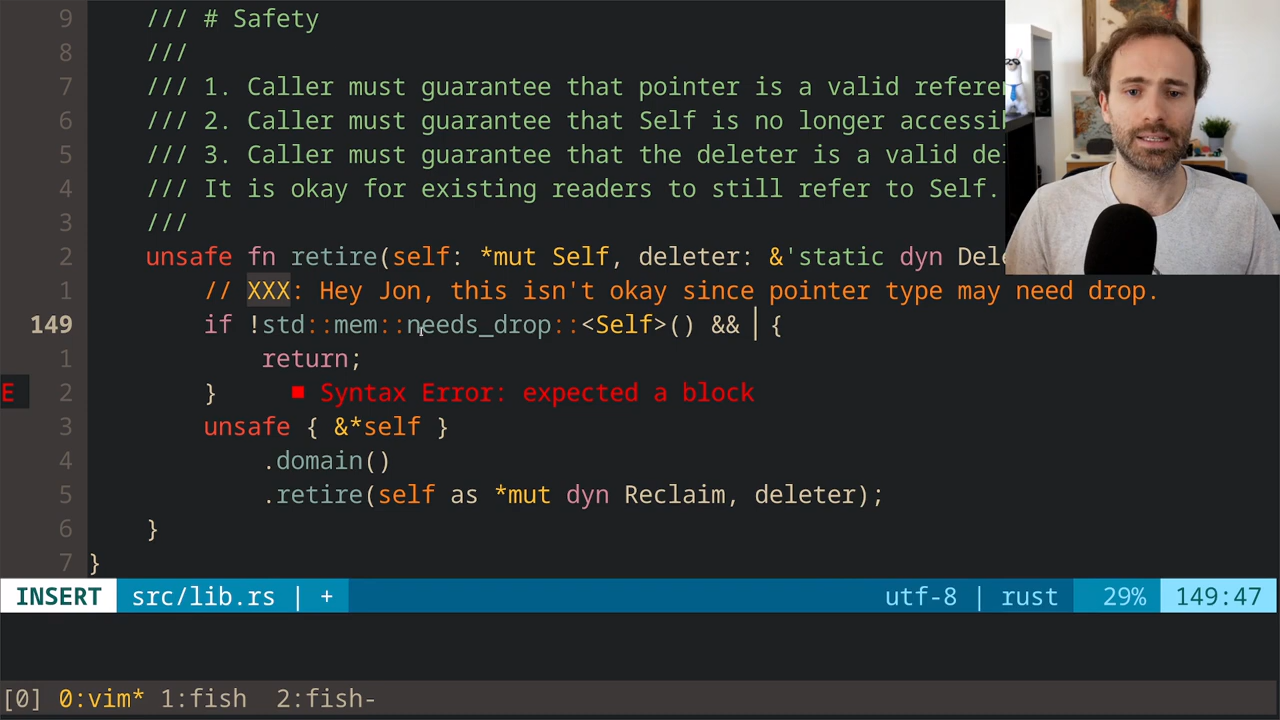 9 /// # Safety
8 ///
7 /// 1. Caller must guarantee that pointer is a valid referen
6 /// 2. Caller must guarantee that Self is no longer accessi
5 /// 3. Caller must guarantee that the deleter is a valid de
4 /// It is okay for existing readers to still refer to Self.
3 ///
2 unsafe fn retire(self: *mut Self, deleter: &'static dyn Dele
1 // XXX: Hey Jon, this isn't okay since pointer type may need drop.
149 if !std::mem::needs_drop::<Self>() && {
1 return;
E 2 } ■ Syntax Error: expected a block
3 unsafe { &*self }
4 .domain()
5 .retire(self as *mut dyn Reclaim, deleter);
6 }
7 }
INSERT src/lib.rs | + utf-8 | rust 29% 149:47
[0] 0:vim* 1:fish 2:fish-